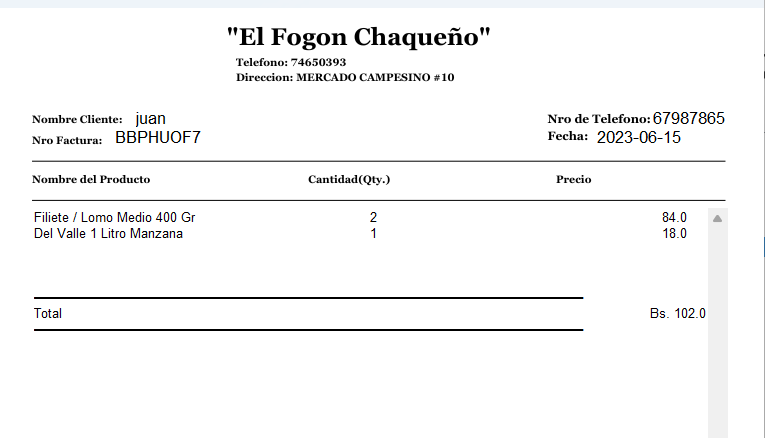 "El Fogon Chaqueño"
Telefono: 74650393
Direccion: MERCADO CAMPESINO #10
Nombre Cliente: juan Nro de Telefono: 67987865
Nro Factura: BBPHUOF7 Fecha: 2023-06-15
Nombre del Producto Cantidad(Qty.) Precio
Filiete / Lomo Medio 400 Gr 2 84.0
Del Valle 1 Litro Manzana 1 18.0
Total Bs. 102.0